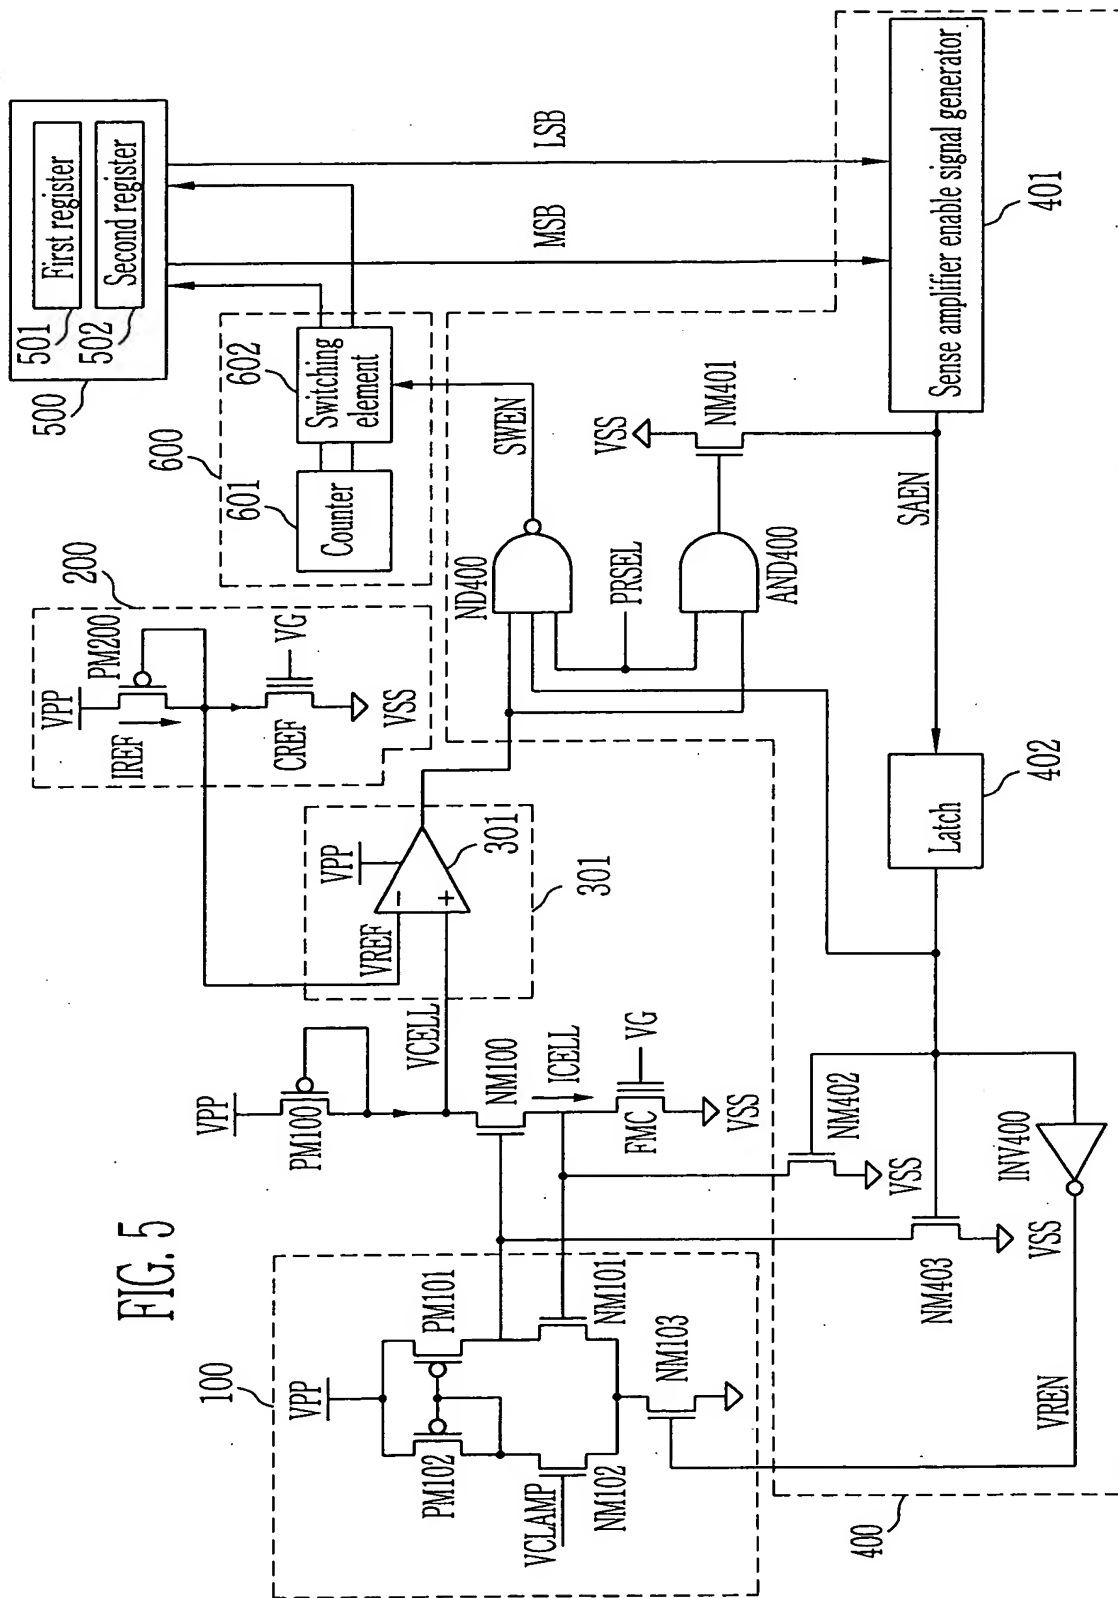 FIG. 5
100
VPP
PM102
PM101
VCLAMP
NM102
NM101
NM103
VPP
PM100
VCELL
NM100
ICELL
FMC
VG
VSS
VREF
VPP
301
301
200
VPP
PM200
IREF
VG
CREF
VSS
600
601
Counter
602
Switching
element
500
501
First register
502
Second register
MSB
LSB
SWEN
ND400
PRSEL
AND400
VSS
NM401
SAEN
Sense amplifier enable signal generator
401
Latch
402
NM402
VSS
NM403
VSS
INV400
VREN
400